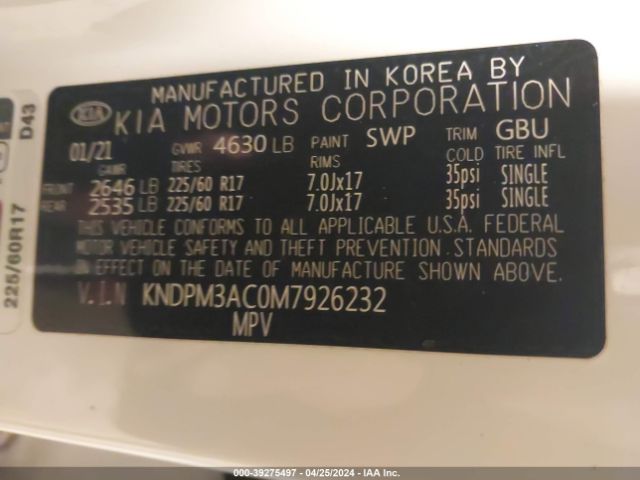 MANUFACTURED IN KOREA BY
KIA KIA MOTORS CORPORATION
01/21 GVWR 4630 LB PAINT SWP TRIM GBU
GAWR TIRES RIMS COLD TIRE INFL
FRONT 2646 LB 225/60 R17 7.0Jx17 35psi SINGLE
REAR 2535 LB 225/60 R17 7.0Jx17 35psi SINGLE
THIS VEHICLE CONFORMS TO ALL APPLICABLE U.S.A. FEDERAL
MOTOR VEHICLE SAFETY AND THEFT PREVENTION STANDARDS
IN EFFECT ON THE DATE OF MANUFACTURE SHOWN ABOVE.
V.I.N KNDPM3AC0M7926232
MPV
D43
225/60R17
000-39275497 - 04/25/2024 - IAA Inc.